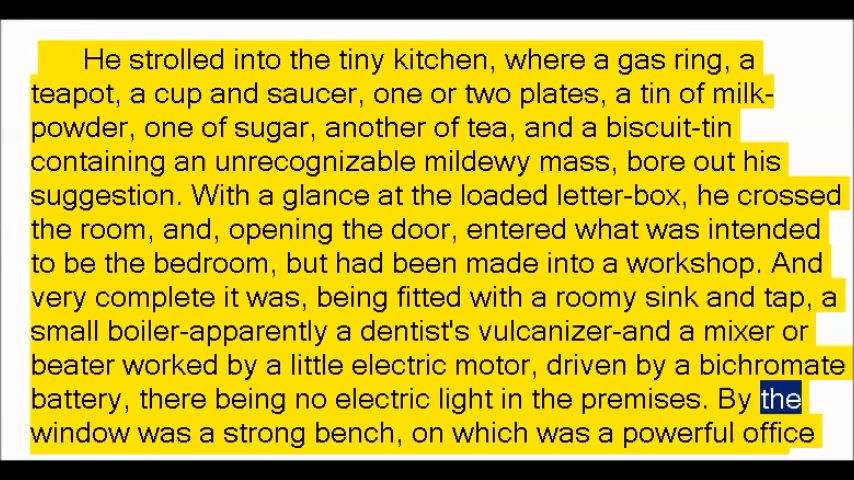 He strolled into the tiny kitchen, where a gas ring, a
teapot, a cup and saucer, one or two plates, a tin of milk-
powder, one of sugar, another of tea, and a biscuit-tin
containing an unrecognizable mildewy mass, bore out his
suggestion. With a glance at the loaded letter-box, he crossed
the room, and, opening the door, entered what was intended
to be the bedroom, but had been made into a workshop. And
very complete it was, being fitted with a roomy sink and tap, a
small boiler-apparently a dentist's vulcanizer-and a mixer or
beater worked by a little electric motor, driven by a bichromate
battery, there being no electric light in the premises. By the
window was a strong bench, on which was a powerful office